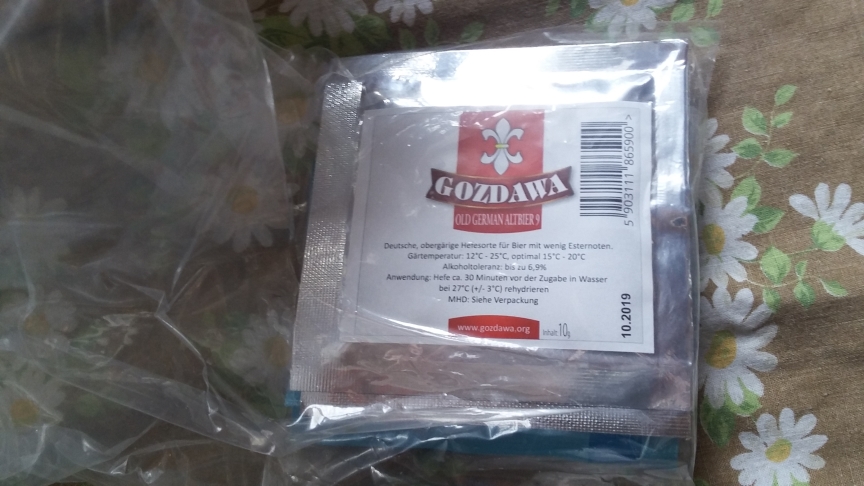 GOZDAWA
OLD GERMAN ALTBIER 9
Deutsche, obergärige Hefesorte für Bier mit wenig Esternoten.
Gärtemperatur: 12°C - 25°C, optimal 15°C - 20°C
Alkoholtoleranz: bis zu 6,9%
Anwendung: Hefe ca. 30 Minuten vor der Zugabe in Wasser
bei 27°C (+/- 3°C) rehydrieren
MHD: Siehe Verpackung
www.gozdawa.org
Inhalt: 10g
10.2019
5 903111 865900 >